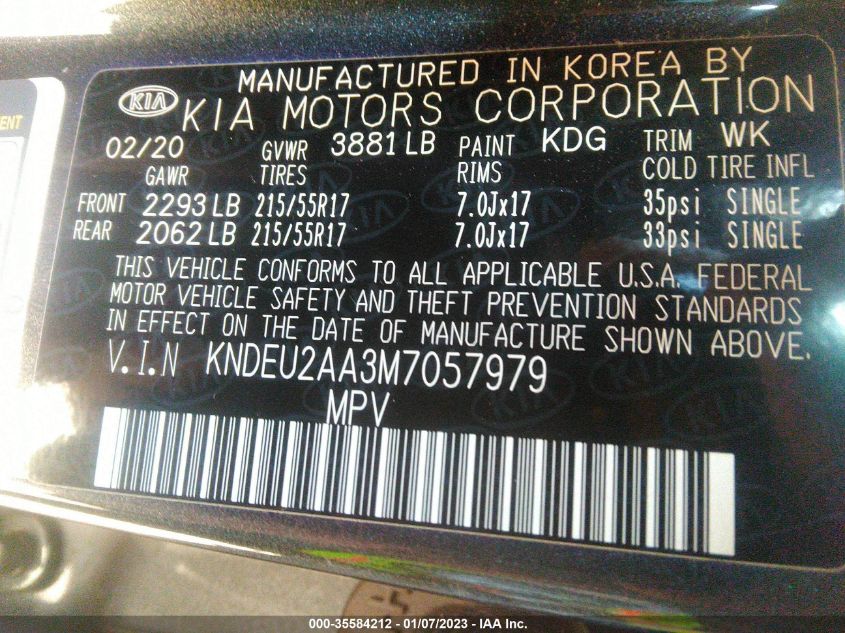 MANUFACTURED IN KOREA BY
KIA KIA MOTORS CORPORATION
02/20 GVWR 3881 LB PAINT KDG TRIM WK
GAWR TIRES RIMS COLD TIRE INFL
FRONT 2293 LB 215/55R17 7.0Jx17 35psi SINGLE
REAR 2062 LB 215/55R17 7.0Jx17 33psi SINGLE
THIS VEHICLE CONFORMS TO ALL APPLICABLE U.S.A. FEDERAL
MOTOR VEHICLE SAFETY AND THEFT PREVENTION STANDARDS
IN EFFECT ON THE DATE OF MANUFACTURE SHOWN ABOVE.
V.I.N KNDEU2AA3M7057979
MPV
000-35584212 - 01/07/2023 - IAA Inc.